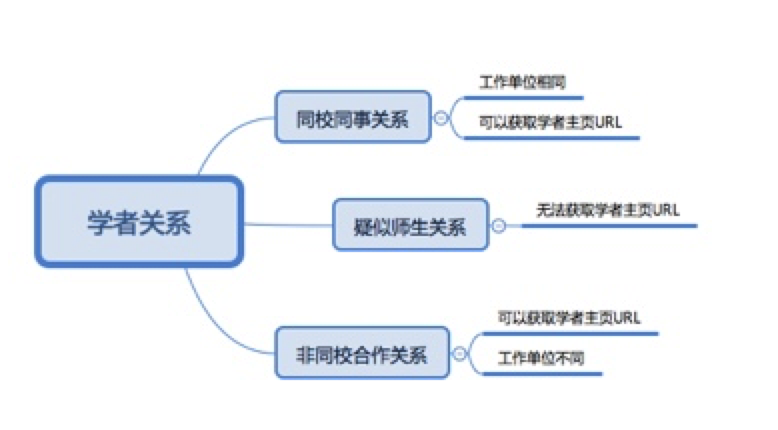 学者关系
同校同事关系
工作单位相同
可以获取学者主页URL
疑似师生关系
无法获取学者主页URL
非同校合作关系
可以获取学者主页URL
工作单位不同